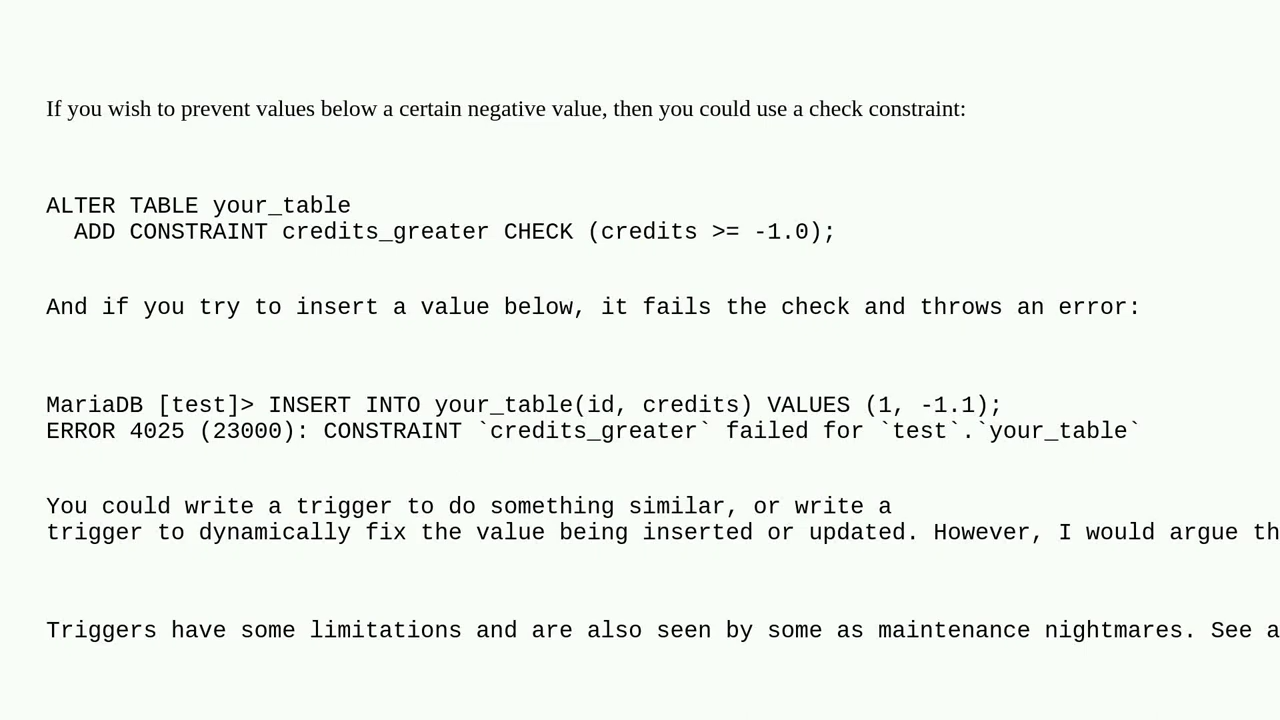 If you wish to prevent values below a certain negative value, then you could use a check constraint:
ALTER TABLE your_table
  ADD CONSTRAINT credits_greater CHECK (credits >= -1.0);
And if you try to insert a value below, it fails the check and throws an error:
MariaDB [test]> INSERT INTO your_table(id, credits) VALUES (1, -1.1);
ERROR 4025 (23000): CONSTRAINT `credits_greater` failed for `test`.`your_table`
You could write a trigger to do something similar, or write a
trigger to dynamically fix the value being inserted or updated. However, I would argue
Triggers have some limitations and are also seen by some as maintenance nightmares. See